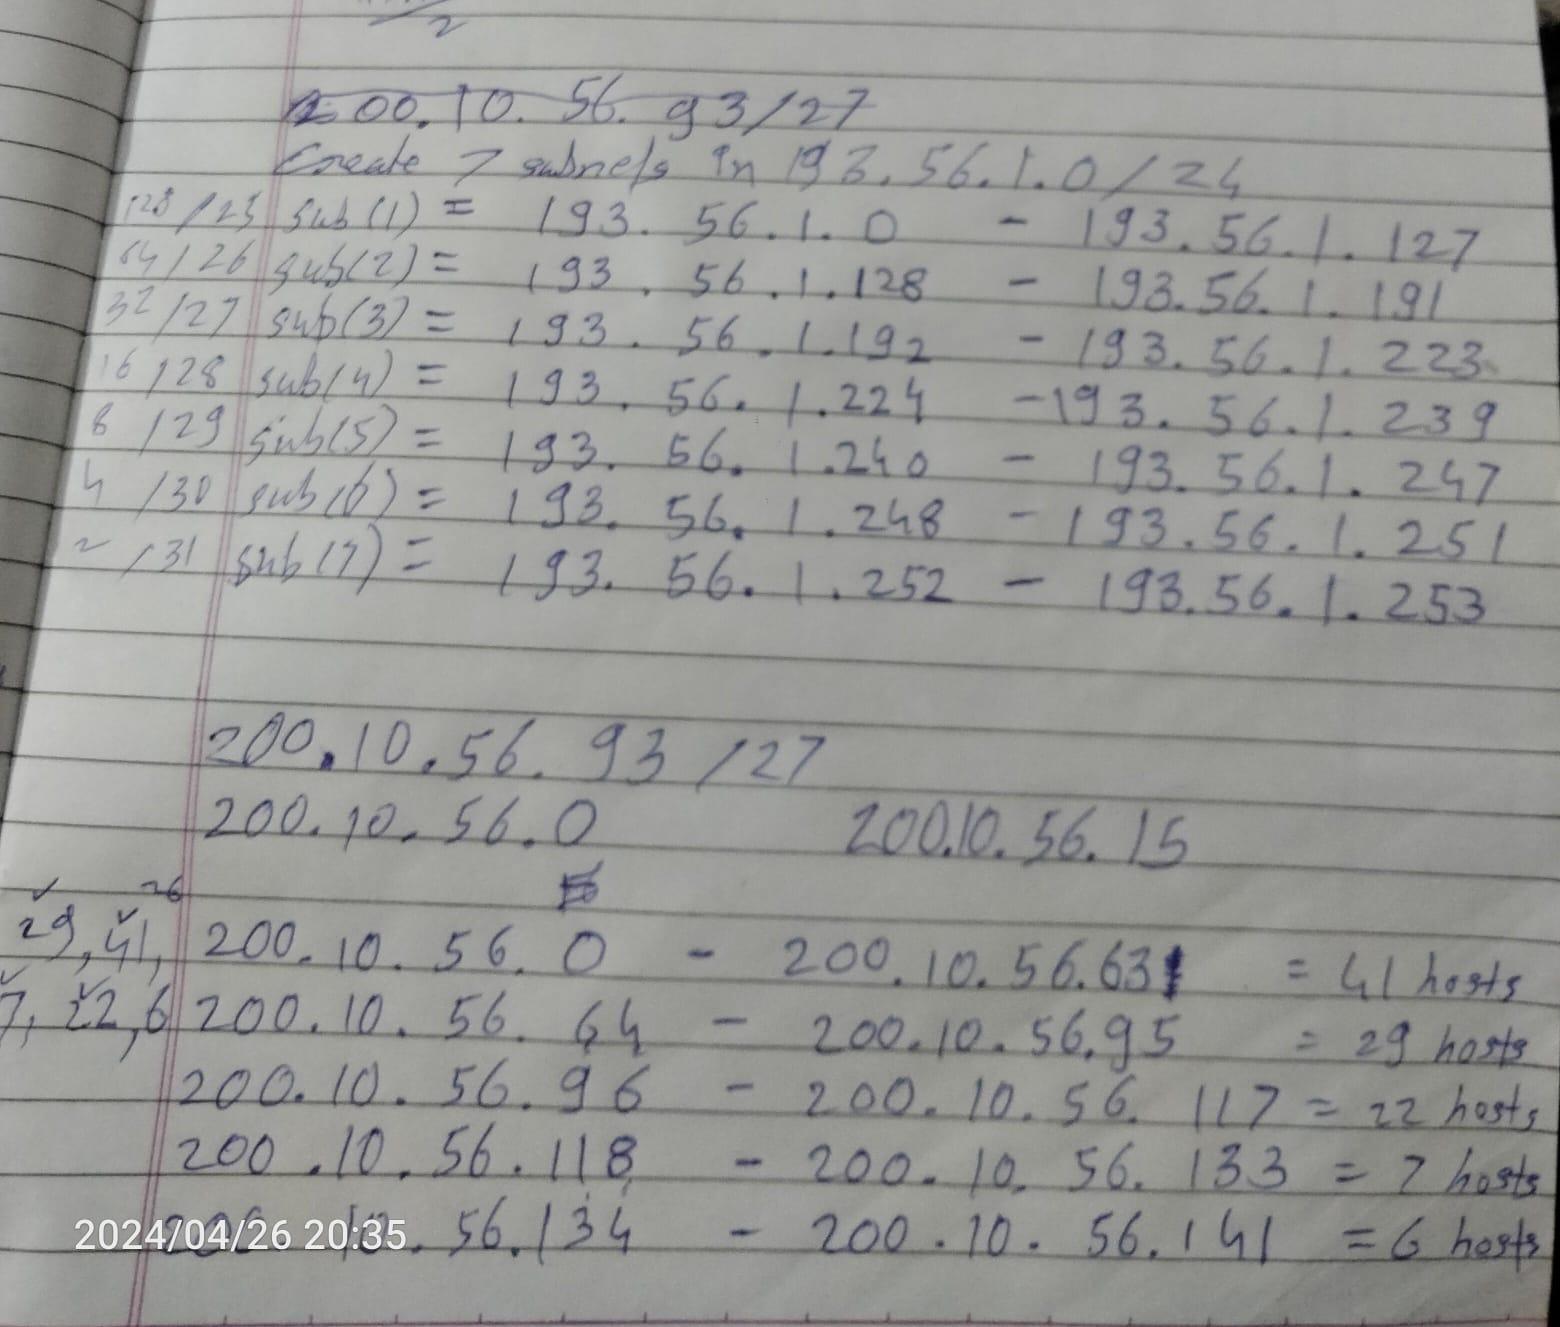 2
200.10.56.93/27
Create 7 subnets in 193.56.1.0/24
128/25 sub(1) = 193.56.1.0 - 193.56.1.127
64/26 sub(2) = 193.56.1.128 - 193.56.1.191
32/27 sub(3) = 193.56.1.192 - 193.56.1.223
16/28 sub(4) = 193.56.1.224 - 193.56.1.239
8/29 sub(5) = 193.56.1.240 - 193.56.1.247
4/30 sub(6) = 193.56.1.248 - 193.56.1.251
2/31 sub(7) = 193.56.1.252 - 193.56.1.253
200.10.56.93/27
200.10.56.0 200.10.56.15
26
29, 41, 200.10.56.0 - 200.10.56.63 = 41 hosts
7, 22, 6 200.10.56.64 - 200.10.56.95 = 29 hosts
200.10.56.96 - 200.10.56.117 = 22 hosts
200.10.56.118 - 200.10.56.133 = 7 hosts
200.10.56.134 - 200.10.56.141 = 6 hosts
2024/04/26 20:35